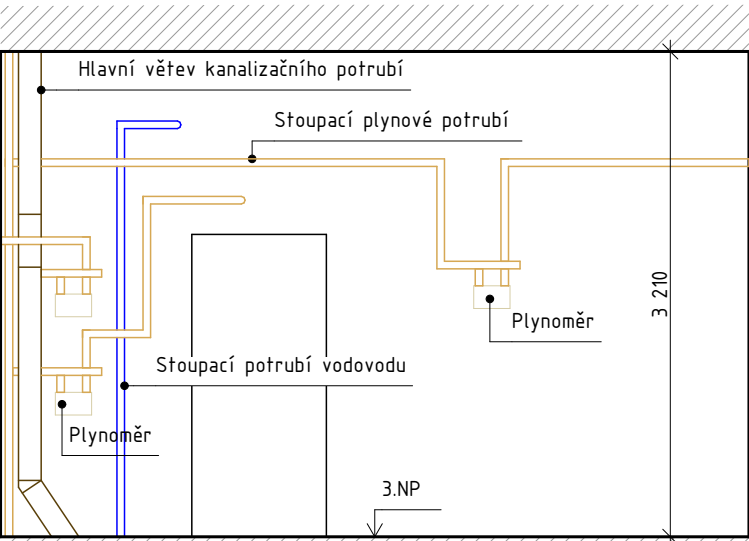 Hlavní větev kanalizačního potrubí
Stoupací plynové potrubí
3 210
Plynoměr
Stoupací potrubí vodovodu
Plynoměr
3.NP